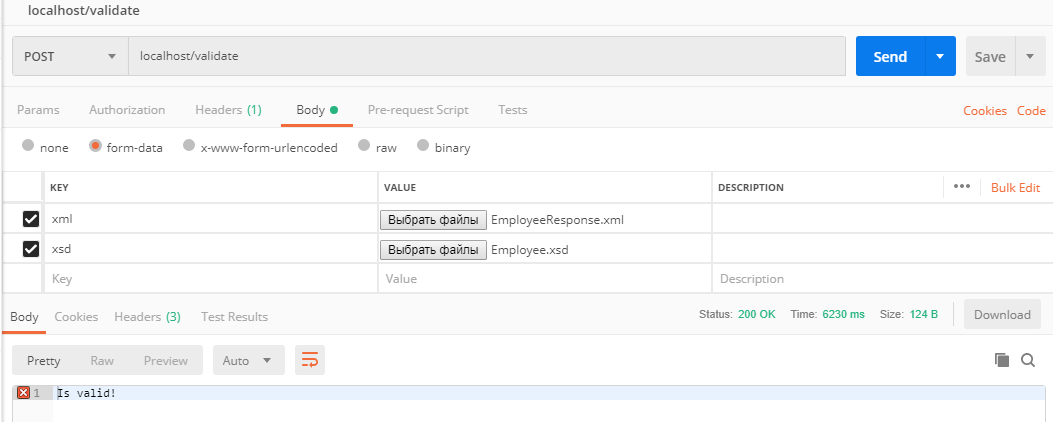 localhost/validate
POST localhost/validate Send Save
Params Authorization Headers (1) Body Pre-request Script Tests Cookies Code
none form-data x-www-form-urlencoded raw binary
KEY VALUE DESCRIPTION ••• Bulk Edit
xml Выбрать файлы EmployeeResponse.xml
xsd Выбрать файлы Employee.xsd
Key Value Description
Body Cookies Headers (3) Test Results Status: 200 OK Time: 6230 ms Size: 124 B Download
Pretty Raw Preview Auto
1 Is valid!